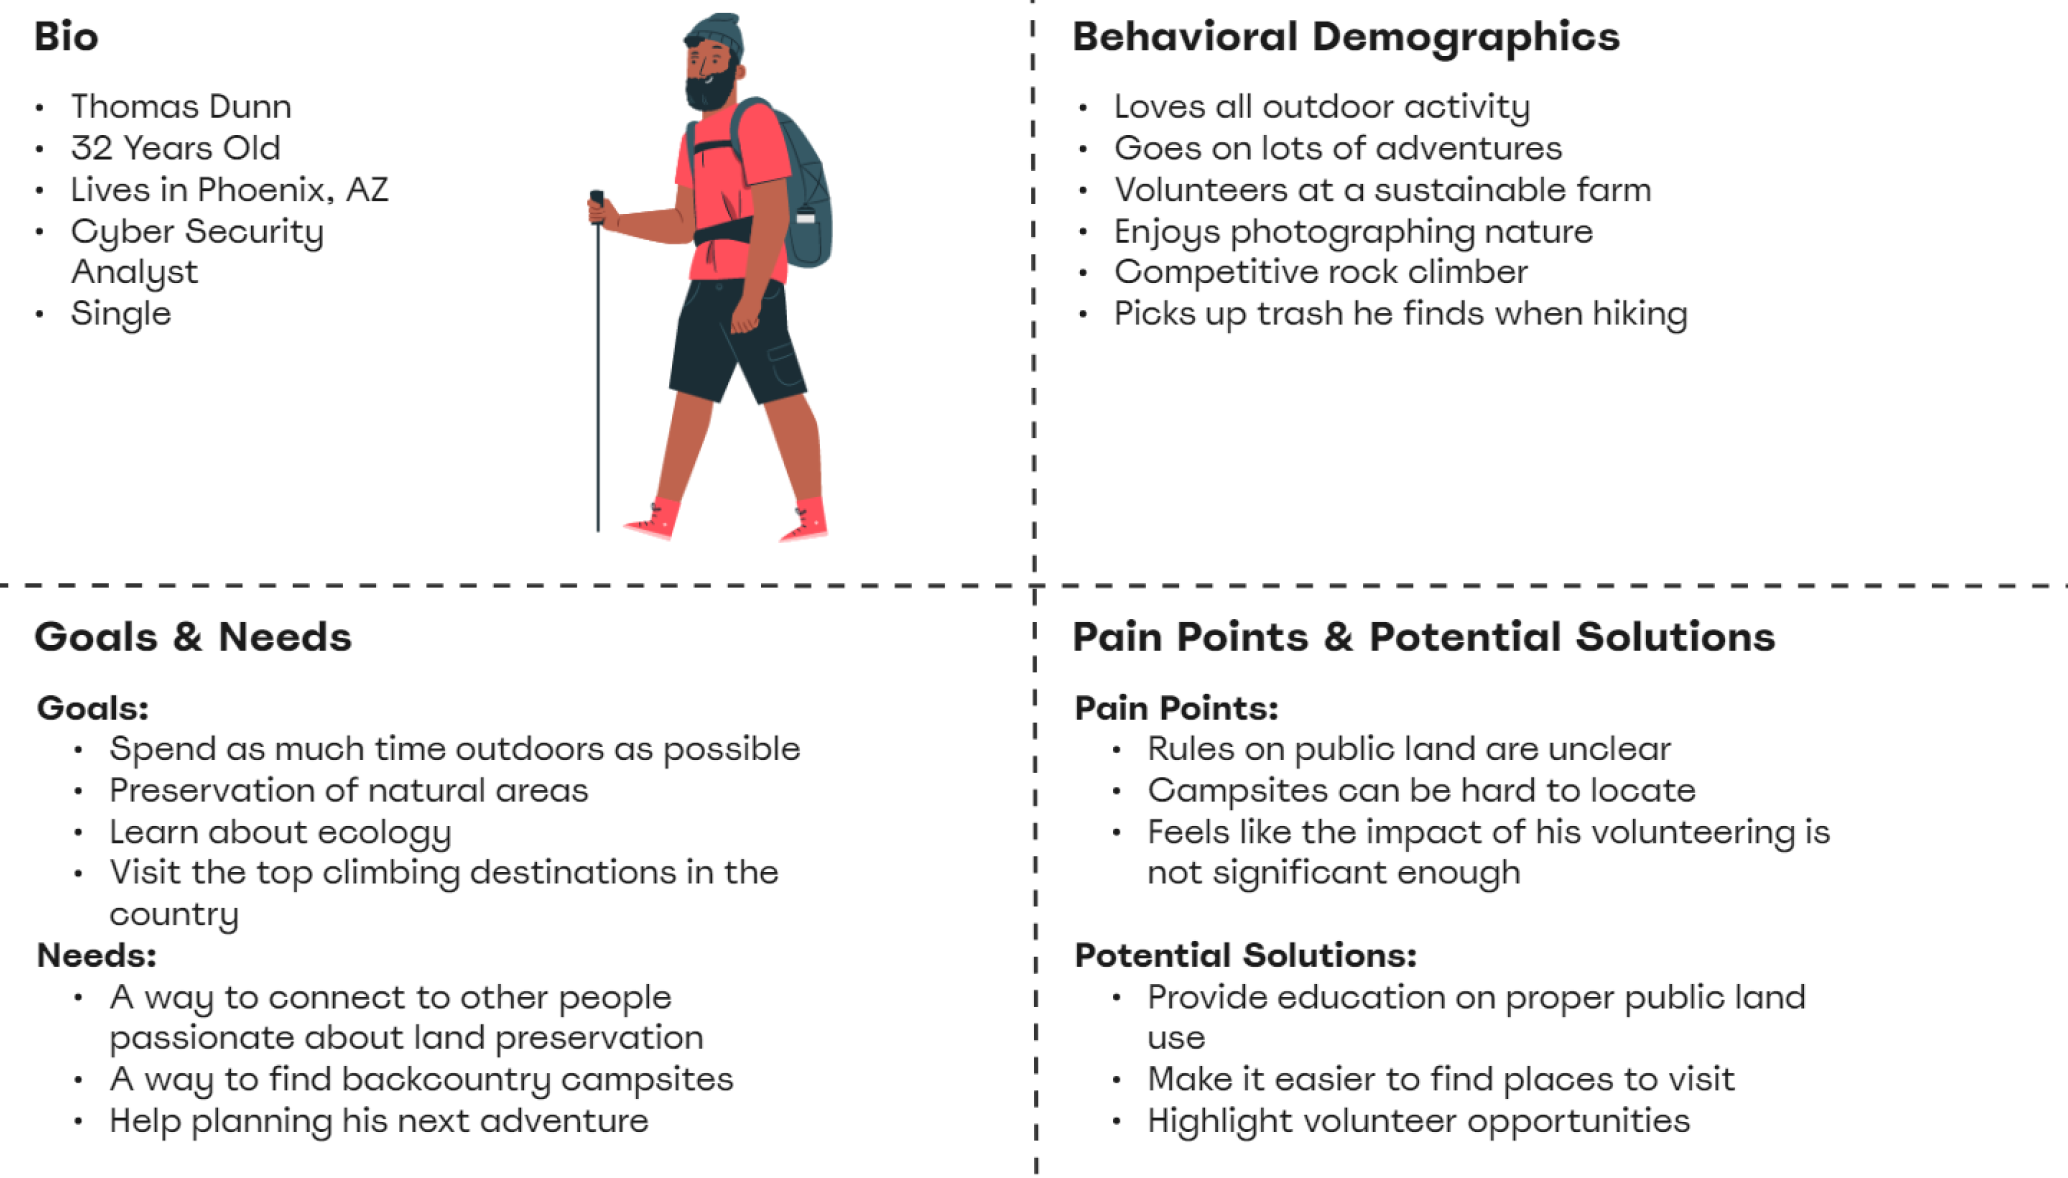 Bio
• Thomas Dunn
• 32 Years Old
• Lives in Phoenix, AZ
• Cyber Security
Analyst
• Single
Behavioral Demographics
• Loves all outdoor activity
• Goes on lots of adventures
• Volunteers at a sustainable farm
• Enjoys photographing nature
• Competitive rock climber
• Picks up trash he finds when hiking
Goals & Needs
Goals:
• Spend as much time outdoors as possible
• Preservation of natural areas
• Learn about ecology
• Visit the top climbing destinations in the
country
Needs:
• A way to connect to other people
passionate about land preservation
• A way to find backcountry campsites
• Help planning his next adventure
Pain Points & Potential Solutions
Pain Points:
• Rules on public land are unclear
• Campsites can be hard to locate
• Feels like the impact of his volunteering is
not significant enough
Potential Solutions:
• Provide education on proper public land
use
• Make it easier to find places to visit
• Highlight volunteer opportunities